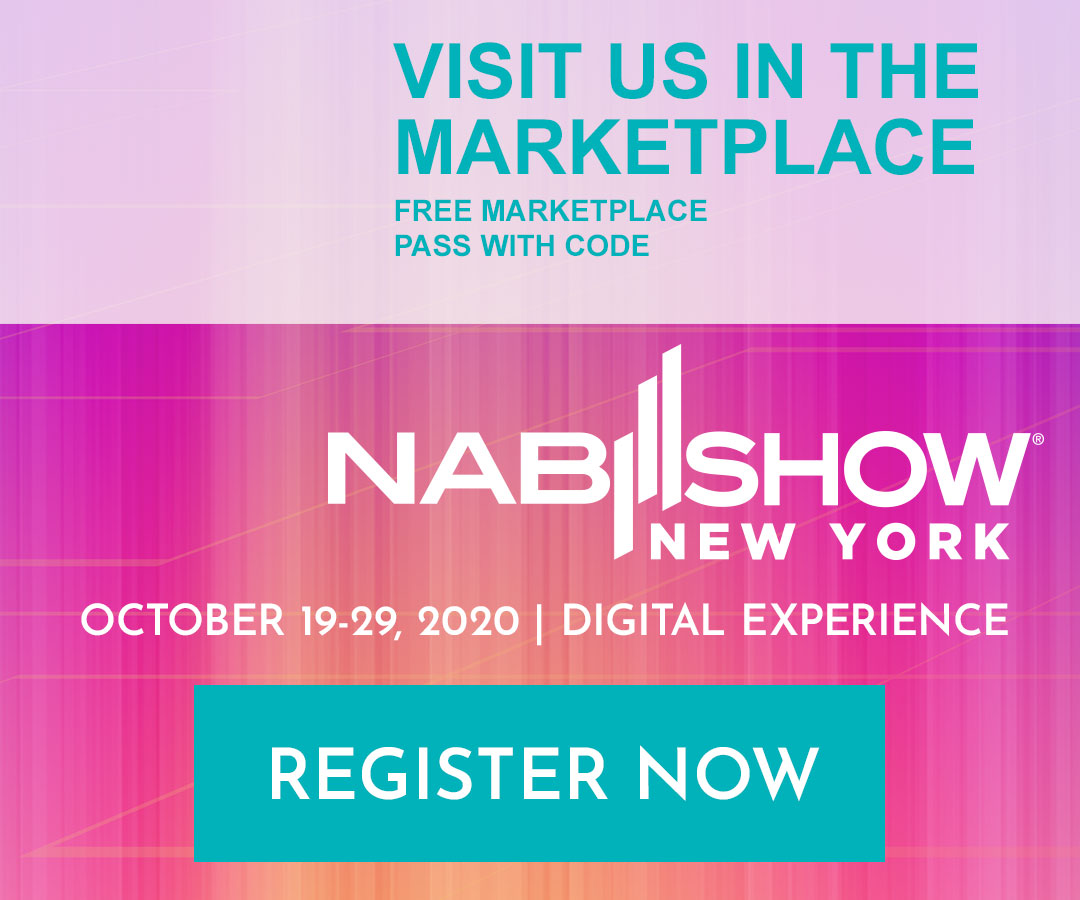 VISIT US IN THE
MARKETPLACE
FREE MARKETPLACE
PASS WITH CODE
NAB SHOW®
NEW YORK
OCTOBER 19-29, 2020 | DIGITAL EXPERIENCE
REGISTER NOW